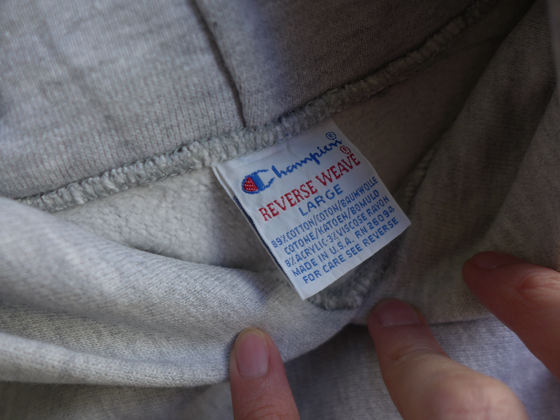 Champion®
REVERSE WEAVE®
LARGE
89%COTTON/COTON/BAUMWOLLE
COTONE/KATOEN/BOMULD
8%ACRYLIC-3%VISCOSE RAYON
MADE IN U.S.A. RN 26094
FOR CARE SEE REVERSE